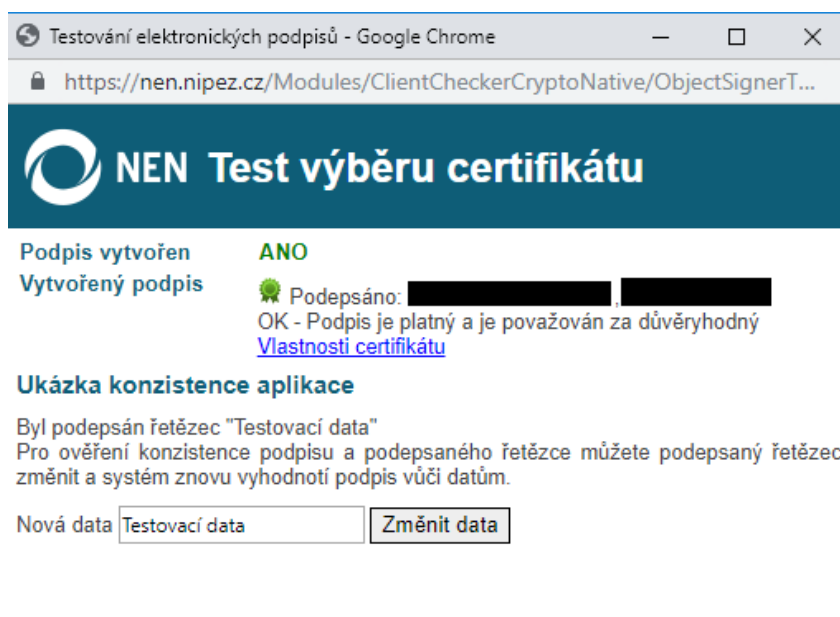 Testování elektronických podpisů - Google Chrome
https://nen.nipez.cz/Modules/ClientCheckerCryptoNative/ObjectSignerT...
NEN Test výběru certifikátu
Podpis vytvořen ANO
Vytvořený podpis Podepsáno: ,
OK - Podpis je platný a je považován za důvěryhodný
Vlastnosti certifikátu
Ukázka konzistence aplikace
Byl podepsán řetězec "Testovací data"
Pro ověření konzistence podpisu a podepsaného řetězce můžete podepsaný řetězec
změnit a systém znovu vyhodnotí podpis vůči datům.
Nová data Testovací data Změnit data